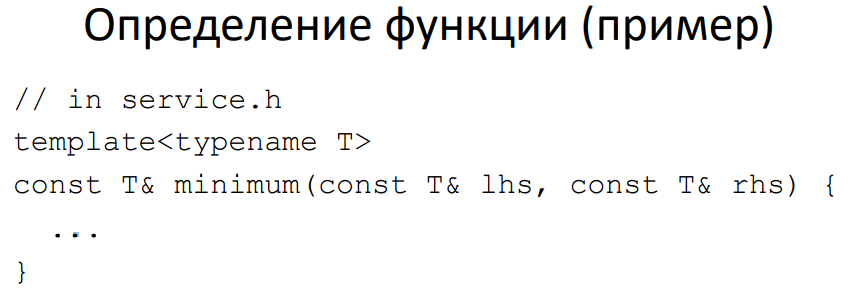 Определение функции (пример)
// in service.h
template<typename T>
const T& minimum(const T& lhs, const T& rhs) {
...
}